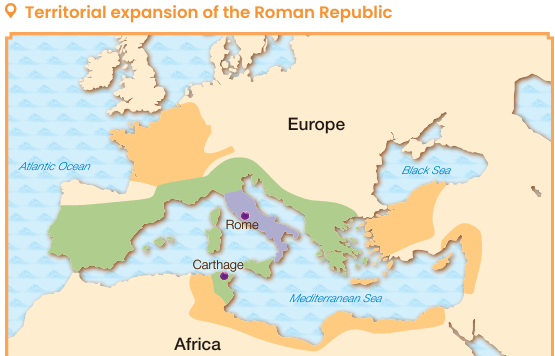 Territorial expansion of the Roman Republic
Europe
Atlantic Ocean
Black Sea
Rome
Carthage
Mediterranean Sea
Africa